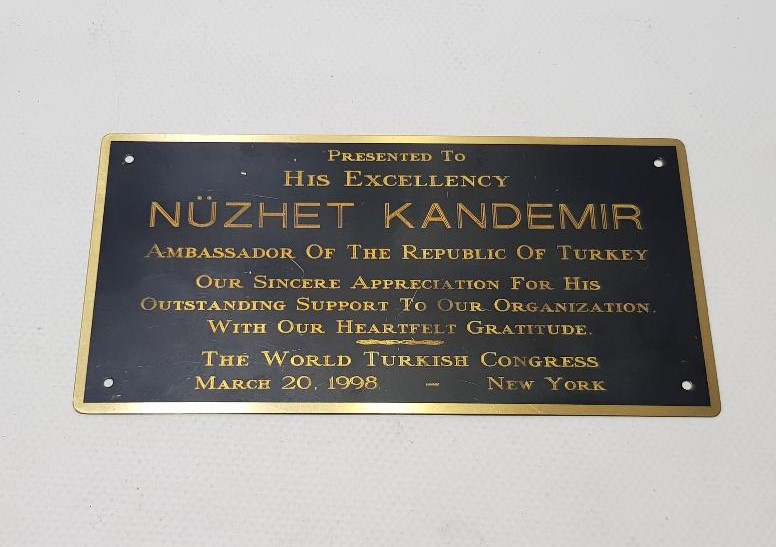 Presented To
His Excellency
NÜZHET KANDEMIR
Ambassador Of The Republic Of Turkey
Our Sincere Appreciation For His
Outstanding Support To Our Organization.
With Our Heartfelt Gratitude.
The World Turkish Congress
March 20, 1998 – New York